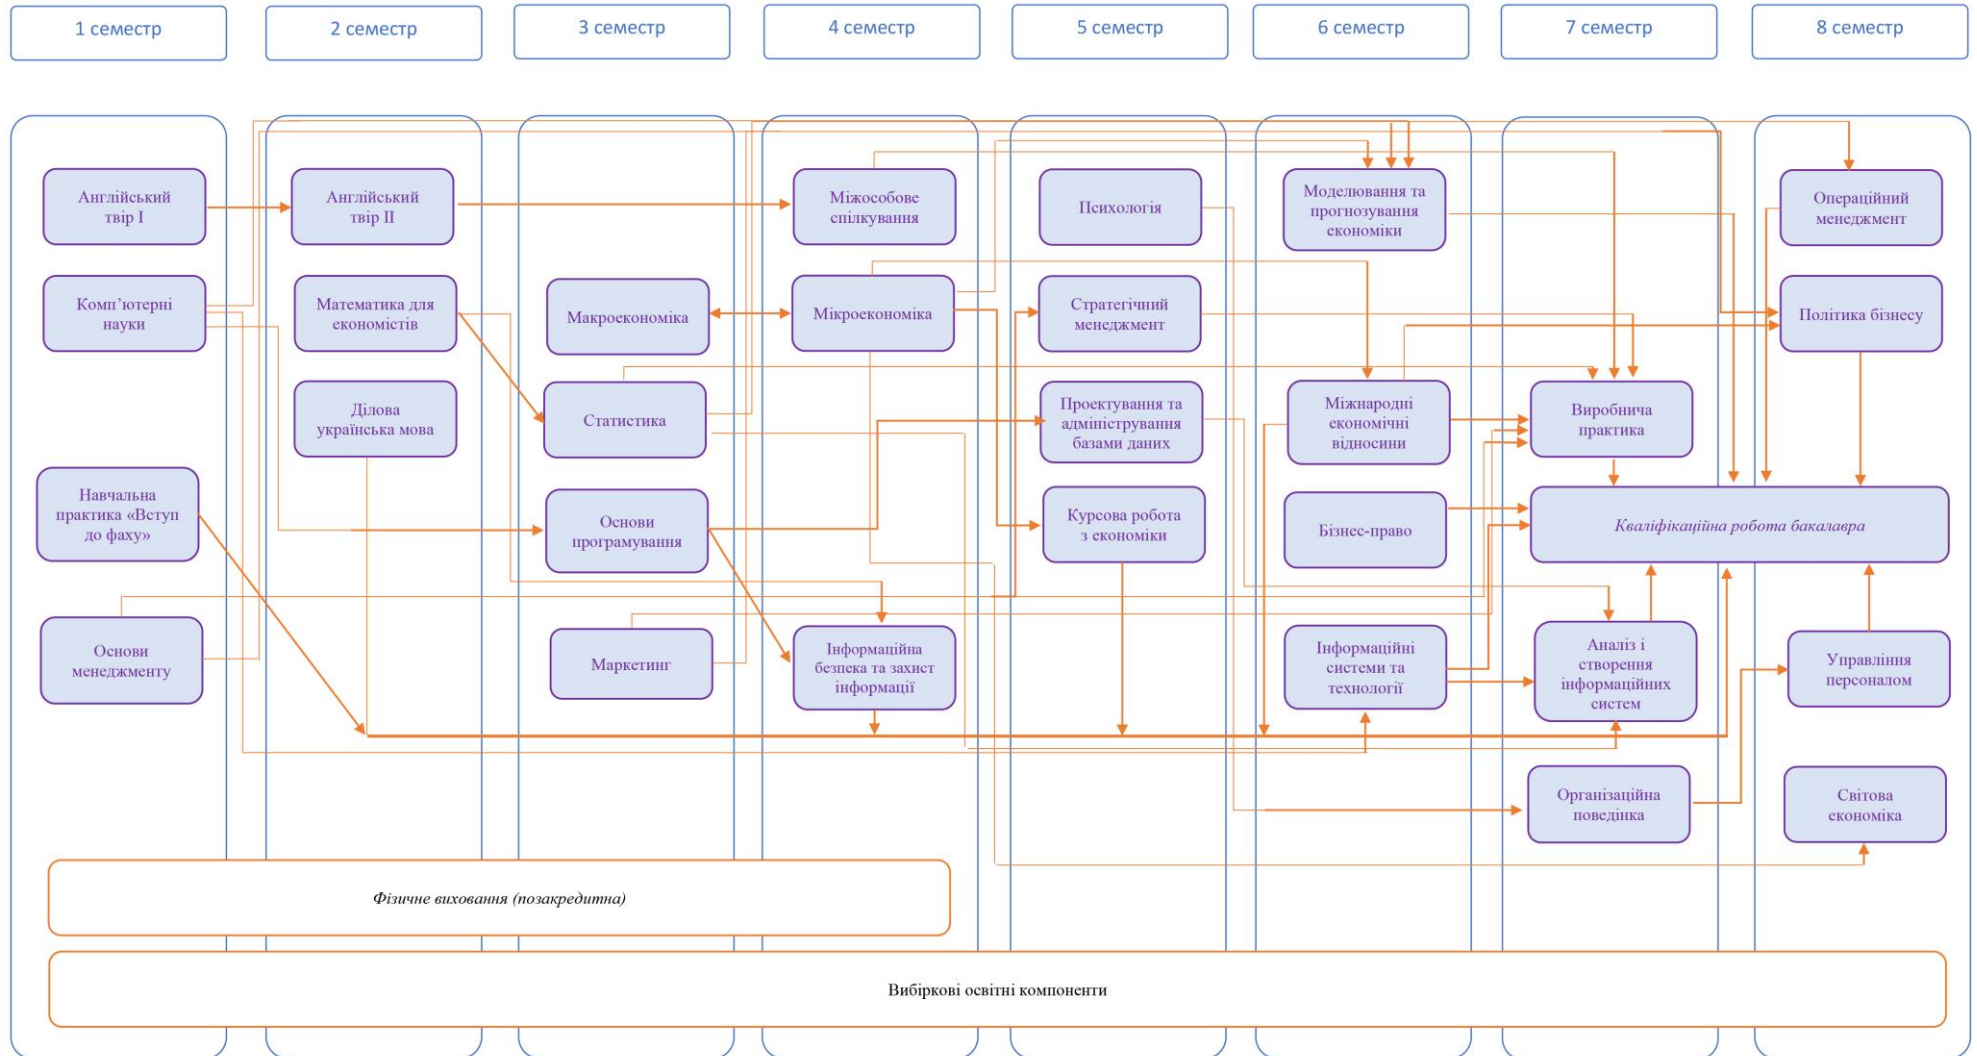 1 семестр
2 семестр
3 семестр
4 семестр
5 семестр
6 семестр
7 семестр
8 семестр
Англійський
твір І
Комп’ютерні
науки
Навчальна
практика «Вступ
до фаху»
Основи
менеджменту
Англійський
твір ІІ
Математика для
економістів
Ділова
українська мова
Макроекономіка
Статистика
Основи
програмування
Маркетинг
Міжособове
спілкування
Мікроекономіка
Інформаційна
безпека та захист
інформації
Психологія
Стратегічний
менеджмент
Проектування та
адміністрування
базами даних
Курсова робота
з економіки
Моделювання та
прогнозування
економіки
Міжнародні
економічні
відносини
Бізнес-право
Інформаційні
системи та
технології
Виробнича
практика
Кваліфікаційна робота бакалавра
Аналіз і
створення
інформаційних
систем
Організаційна
поведінка
Операційний
менеджмент
Політика бізнесу
Управління
персоналом
Світова
економіка
Фізичне виховання (позакредитна)
Вибіркові освітні компоненти